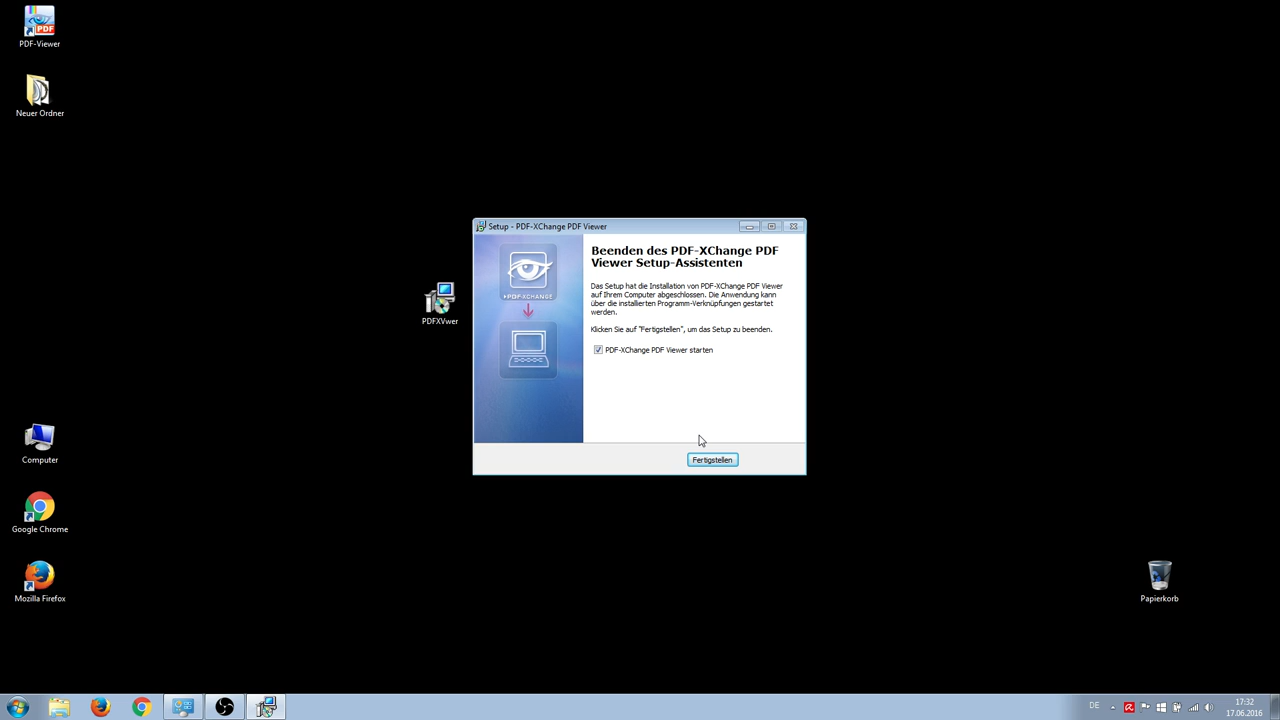 PDF
PDF-Viewer
Neuer Ordner
PDFXVwer
Computer
Google Chrome
Mozilla Firefox
Papierkorb
Setup - PDF-XChange PDF Viewer
PDF-XCHANGE
Beenden des PDF-XChange PDF
Viewer Setup-Assistenten
Das Setup hat die Installation von PDF-XChange PDF Viewer
auf Ihrem Computer abgeschlossen. Die Anwendung kann
über die installierten Programm-Verknüpfungen gestartet
werden.
Klicken Sie auf "Fertigstellen", um das Setup zu beenden.
PDF-XChange PDF Viewer starten
Fertigstellen
DE
17:32
17.06.2016